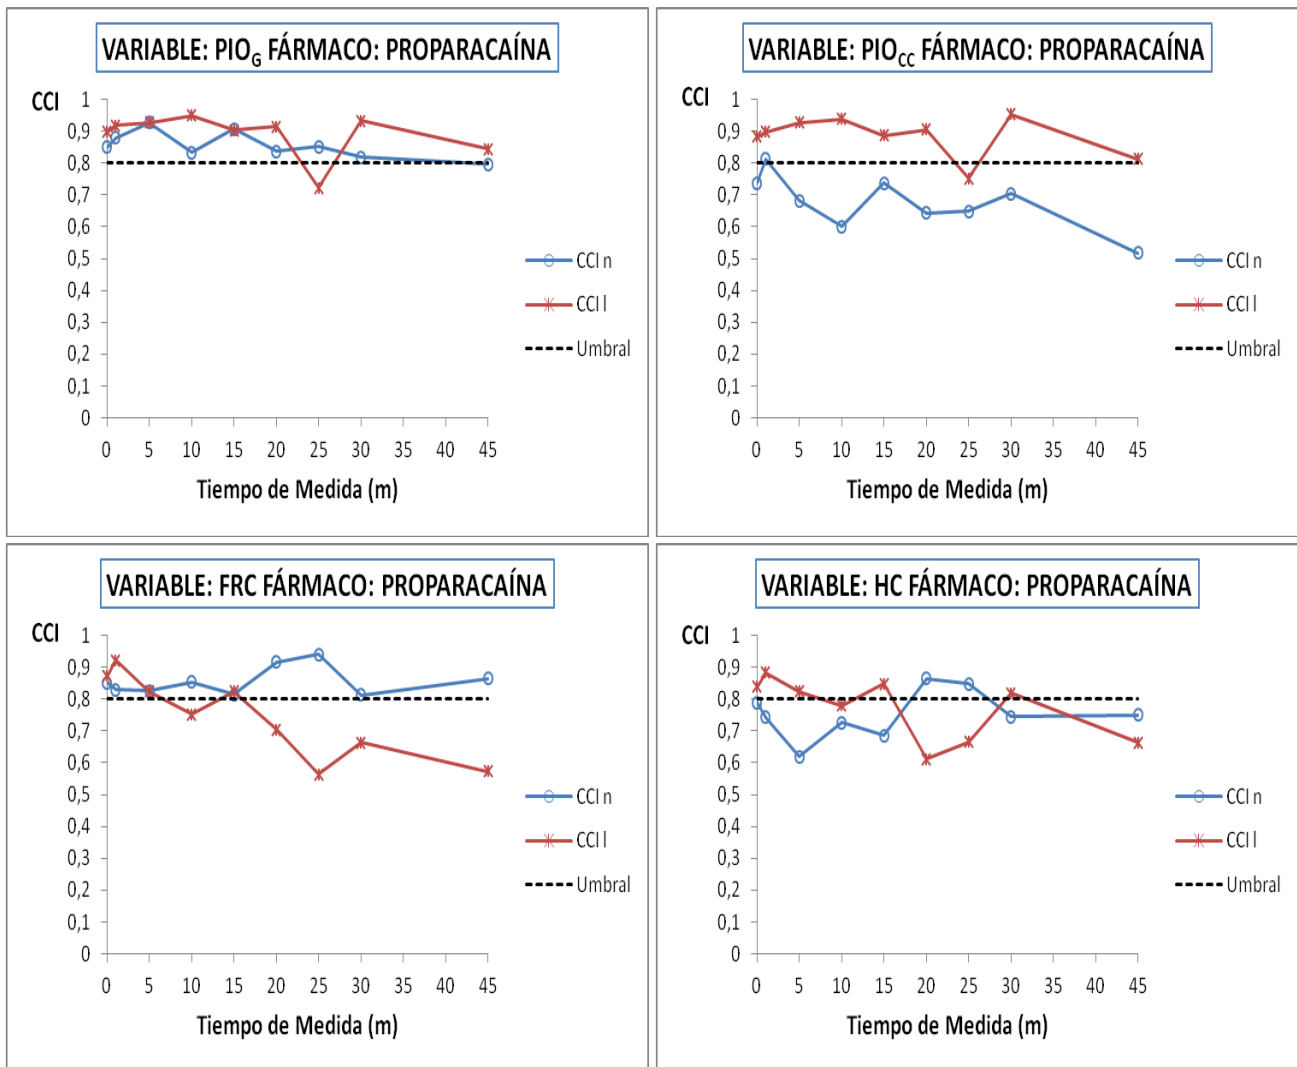 VARIABLE: PIOG FÁRMACO: PROPARACAÍNA
CCI
1
0,9
0,8
0,7
0,6
0,5
0,4
0,3
0,2
0,1
0
0 5 10 15 20 25 30 35 40 45
Tiempo de Medida (m)
CCI n
CCI l
Umbral
VARIABLE: PIOCC FÁRMACO: PROPARACAÍNA
CCI
1
0,9
0,8
0,7
0,6
0,5
0,4
0,3
0,2
0,1
0
0 5 10 15 20 25 30 35 40 45
Tiempo de Medida (m)
CCI n
CCI l
Umbral
VARIABLE: FRC FÁRMACO: PROPARACAÍNA
CCI
1
0,9
0,8
0,7
0,6
0,5
0,4
0,3
0,2
0,1
0
0 5 10 15 20 25 30 35 40 45
Tiempo de Medida (m)
CCI n
CCI l
Umbral
VARIABLE: HC FÁRMACO: PROPARACAÍNA
CCI
1
0,9
0,8
0,7
0,6
0,5
0,4
0,3
0,2
0,1
0
0 5 10 15 20 25 30 35 40 45
Tiempo de Medida (m)
CCI n
CCI l
Umbral